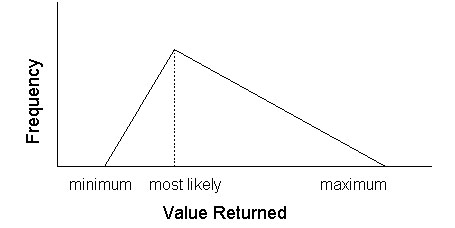 Frequency
minimum most likely maximum
Value Returned